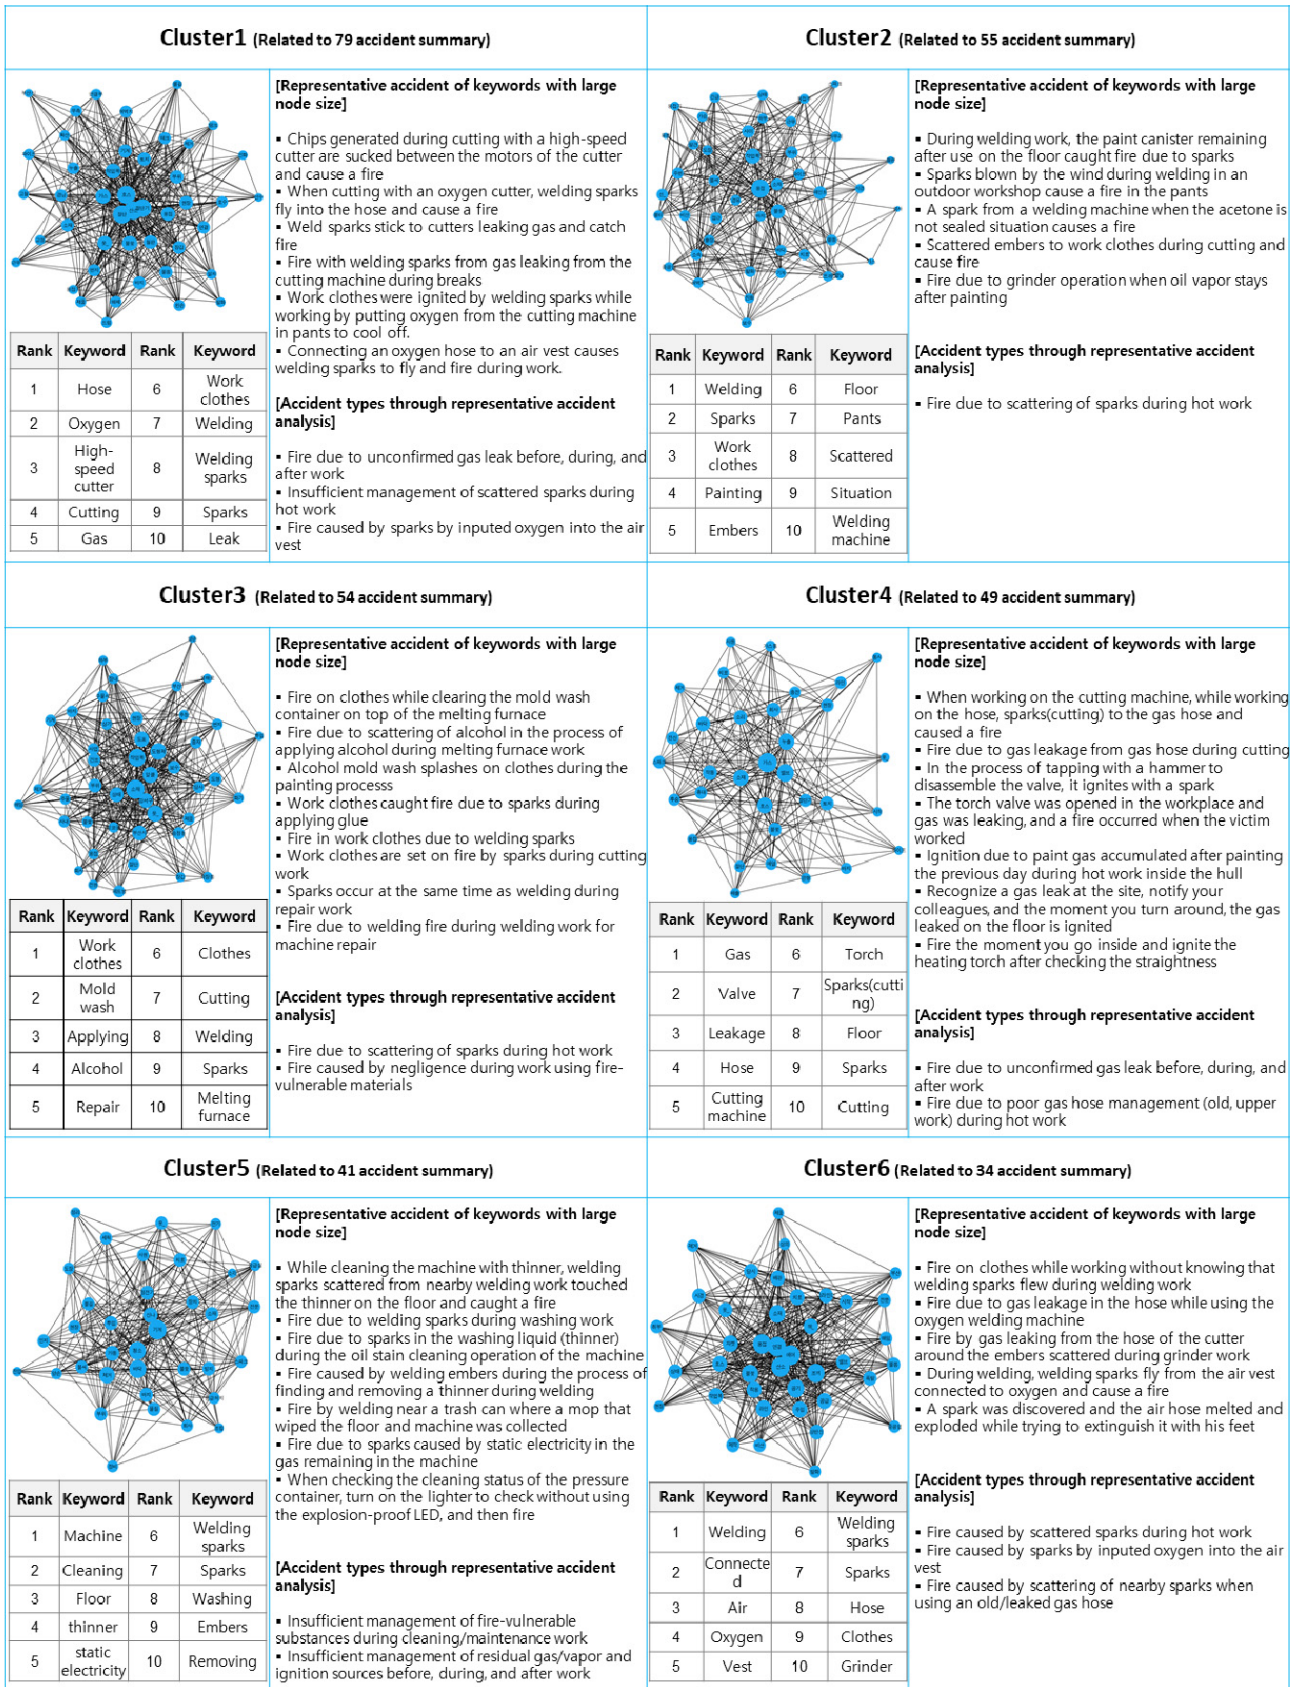 Cluster1 (Related to 79 accident summary)
[Representative accident of keywords with large
node size]
▪ Chips generated during cutting with a high-speed
cutter are sucked between the motors of the cutter
and cause a fire
▪ When cutting with an oxygen cutter, welding sparks
fly into the hose and cause a fire
▪ Weld sparks stick to cutters leaking gas and catch
fire
▪ Fire with welding sparks from gas leaking from the
cutting machine during breaks
▪ Work clothes were ignited by welding sparks while
working by putting oxygen from the cutting machine
in pants to cool off.
▪ Connecting an oxygen hose to an air vest causes
welding sparks to fly and fire during work.
[Accident types through representative accident
analysis]
▪ Fire due to unconfirmed gas leak before, during, and
after work
▪ Insufficient management of scattered sparks during
hot work
▪ Fire caused by sparks by inputed oxygen into the air
vest
Rank Keyword Rank Keyword
1 Hose 6 Work clothes
2 Oxygen 7 Welding
3 High-speed cutter 8 Welding sparks
4 Cutting 9 Sparks
5 Gas 10 Leak
Cluster2 (Related to 55 accident summary)
[Representative accident of keywords with large
node size]
▪ During welding work, the paint canister remaining
after use on the floor caught fire due to sparks
▪ Sparks blown by the wind during welding in an
outdoor workshop cause a fire in the pants
▪ A spark from a welding machine when the acetone is
not sealed situation causes a fire
▪ Scattered embers to work clothes during cutting and
cause fire
▪ Fire due to grinder operation when oil vapor stays
after painting
[Accident types through representative accident
analysis]
▪ Fire due to scattering of sparks during hot work
Rank Keyword Rank Keyword
1 Welding 6 Floor
2 Sparks 7 Pants
3 Work clothes 8 Scattered
4 Painting 9 Situation
5 Embers 10 Welding machine
Cluster3 (Related to 54 accident summary)
[Representative accident of keywords with large
node size]
▪ Fire on clothes while clearing the mold wash
container on top of the melting furnace
▪ Fire due to scattering of alcohol in the process of
applying alcohol during melting furnace work
▪ Alcohol mold wash splashes on clothes during the
painting processs
▪ Work clothes caught fire due to sparks during
applying glue
▪ Fire in work clothes due to welding sparks
▪ Work clothes are set on fire by sparks during cutting
work
▪ Sparks occur at the same time as welding during
repair work
▪ Fire due to welding fire during welding work for
machine repair
[Accident types through representative accident
analysis]
▪ Fire due to scattering of sparks during hot work
▪ Fire caused by negligence during work using fire-
vulnerable materials
Rank Keyword Rank Keyword
1 Work clothes 6 Clothes
2 Mold wash 7 Cutting
3 Applying 8 Welding
4 Alcohol 9 Sparks
5 Repair 10 Melting furnace
Cluster4 (Related to 49 accident summary)
[Representative accident of keywords with large
node size]
▪ When working on the cutting machine, while working
on the hose, sparks(cutting) to the gas hose and
caused a fire
▪ Fire due to gas leakage from gas hose during cutting
▪ In the process of tapping with a hammer to
disassemble the valve, it ignites with a spark
▪ The torch valve was opened in the workplace and
gas was leaking, and a fire occurred when the victim
worked
▪ Ignition due to paint gas accumulated after painting
the previous day during hot work inside the hull
▪ Recognize a gas leak at the site, notify your
colleagues, and the moment you turn around, the gas
leaked on the floor is ignited
▪ Fire the moment you go inside and ignite the
heating torch after checking the straightness
[Accident types through representative accident
analysis]
▪ Fire due to unconfirmed gas leak before, during, and
after work
▪ Fire due to poor gas hose management (old, upper
work) during hot work
Rank Keyword Rank Keyword
1 Gas 6 Torch
2 Valve 7 Sparks(cutting)
3 Leakage 8 Floor
4 Hose 9 Sparks
5 Cutting machine 10 Cutting
Cluster5 (Related to 41 accident summary)
[Representative accident of keywords with large
node size]
▪ While cleaning the machine with thinner, welding
sparks scattered from nearby welding work touched
the thinner on the floor and caught a fire
▪ Fire due to welding sparks during washing work
▪ Fire due to sparks in the washing liquid (thinner)
during the oil stain cleaning operation of the machine
▪ Fire caused by welding embers during the process of
finding and removing a thinner during welding
▪ Fire by welding near a trash can where a mop that
wiped the floor and machine was collected
▪ Fire due to sparks caused by static electricity in the
gas remaining in the machine
▪ When checking the cleaning status of the pressure
container, turn on the lighter to check without using
the explosion-proof LED, and then fire
[Accident types through representative accident
analysis]
▪ Insufficient management of fire-vulnerable
substances during cleaning/maintenance work
▪ Insufficient management of residual gas/vapor and
ignition sources before, during, and after work
Rank Keyword Rank Keyword
1 Machine 6 Welding sparks
2 Cleaning 7 Sparks
3 Floor 8 Washing
4 thinner 9 Embers
5 static electricity 10 Removing
Cluster6 (Related to 34 accident summary)
[Representative accident of keywords with large
node size]
▪ Fire on clothes while working without knowing that
welding sparks flew during welding work
▪ Fire due to gas leakage in the hose while using the
oxygen welding machine
▪ Fire by gas leaking from the hose of the cutter
around the embers scattered during grinder work
▪ During welding, welding sparks fly from the air vest
connected to oxygen and cause a fire
▪ A spark was discovered and the air hose melted and
exploded while trying to extinguish it with his feet
[Accident types through representative accident
analysis]
▪ Fire caused by scattered sparks during hot work
▪ Fire caused by sparks by inputed oxygen into the air
vest
▪ Fire caused by scattering of nearby sparks when
using an old/leaked gas hose
Rank Keyword Rank Keyword
1 Welding 6 Welding sparks
2 Connected 7 Sparks
3 Air 8 Hose
4 Oxygen 9 Clothes
5 Vest 10 Grinder